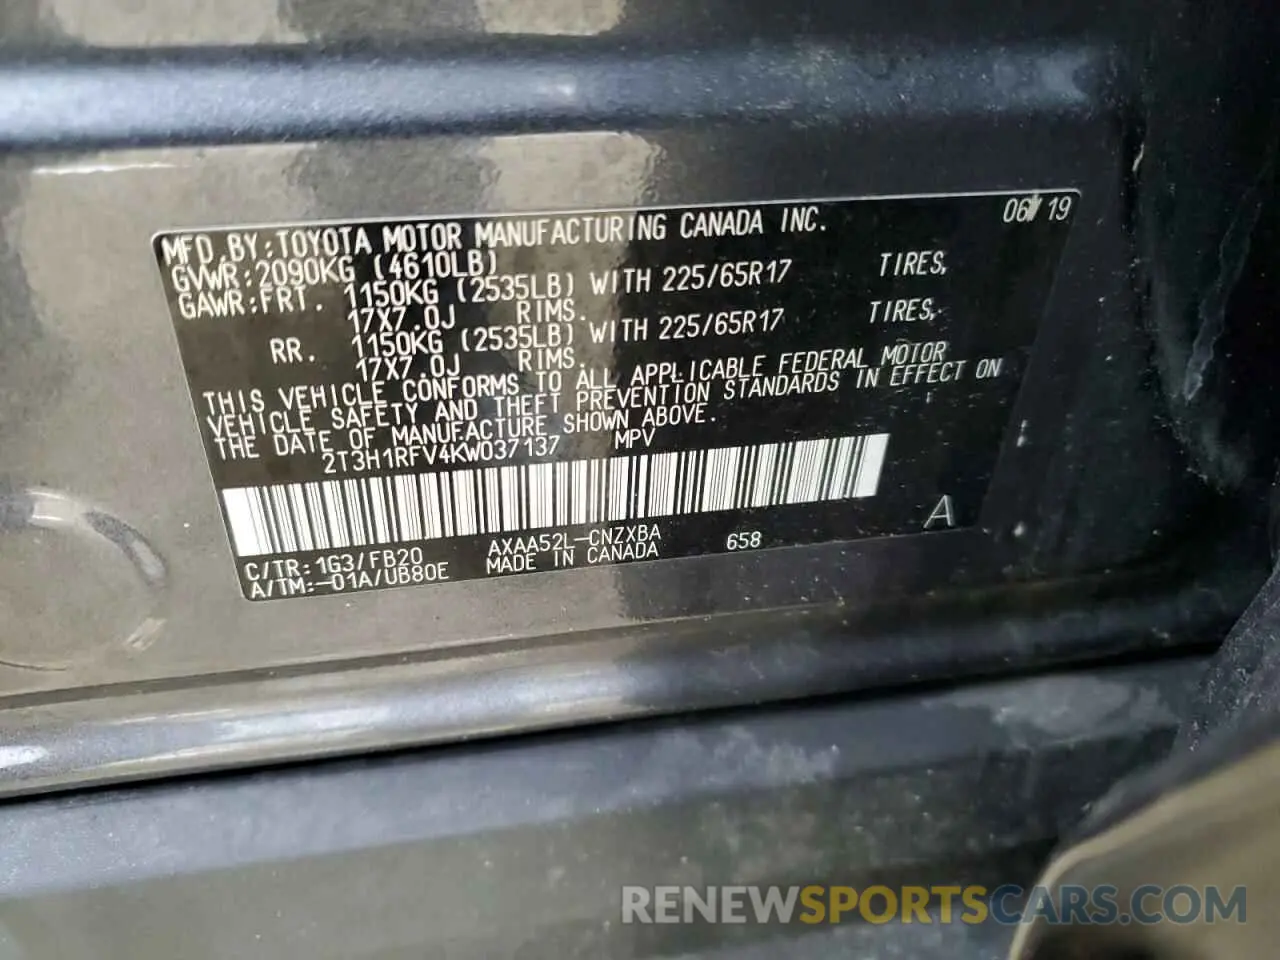 MFD.BY:TOYOTA MOTOR MANUFACTURING CANADA INC. 06/19
GVWR:2090KG (4610LB)
GAWR:FRT. 1150KG (2535LB) WITH 225/65R17 TIRES,
17X7.0J RIMS.
RR. 1150KG (2535LB) WITH 225/65R17 TIRES,
17X7.0J RIMS.
THIS VEHICLE CONFORMS TO ALL APPLICABLE FEDERAL MOTOR
VEHICLE SAFETY AND THEFT PREVENTION STANDARDS IN EFFECT ON
THE DATE OF MANUFACTURE SHOWN ABOVE.
2T3H1RFV4KW037137 MPV
C/TR:1G3/FB20 AXAA52L-CNZXBA 658 A
A/TM:-01A/UB80E MADE IN CANADA
RENEWSPORTSCARS.COM